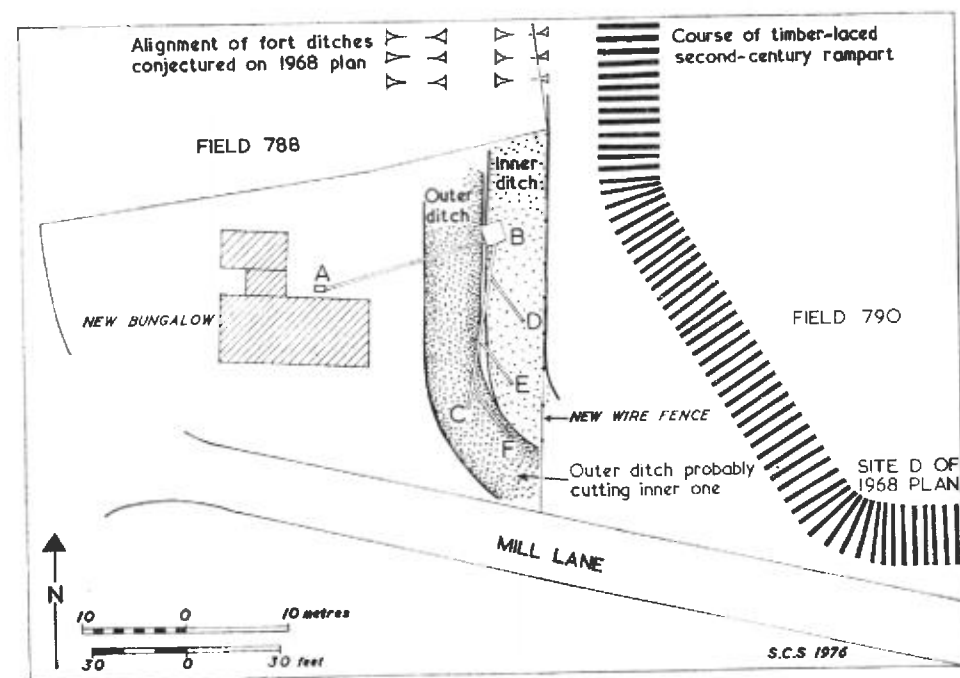 Alignment of fort ditches
conjectured on 1968 plan
Course of timber-laced
second-century rampart
FIELD 788
Inner
ditch
Outer
ditch
B
A
NEW BUNGALOW
D
FIELD 790
E
C
NEW WIRE FENCE
F
SITE D OF
1968 PLAN
Outer ditch probably
cutting inner one
MILL LANE
N
10 0 10 metres
30 0 30 feet
S.C.S 1976